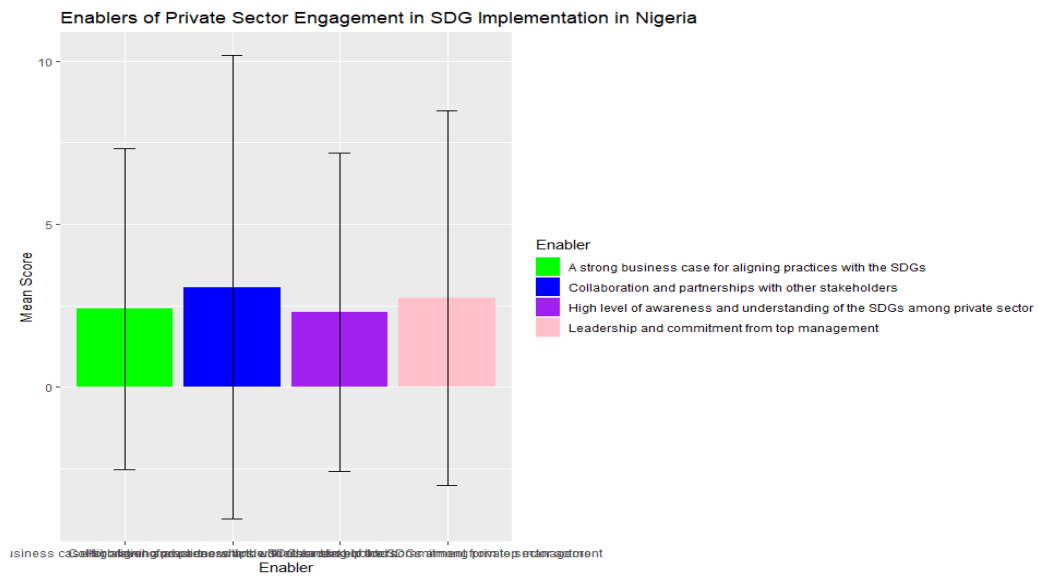 Enablers of Private Sector Engagement in SDG Implementation in Nigeria
10
5
0
Mean Score
Enabler
A strong business case for aligning practices with the SDGs
Collaboration and partnerships with other stakeholders
High level of awareness and understanding of the SDGs among private sector
Leadership and commitment from top management
Enabler